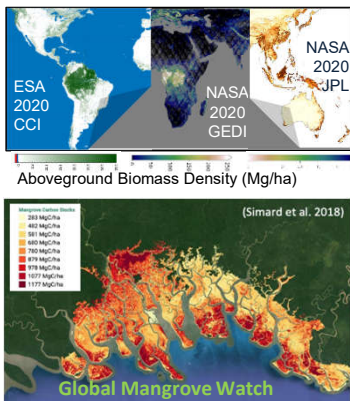 ESA
2020
CCI
NASA
2020
GEDI
NASA
2020
JPL
Aboveground Biomass Density (Mg/ha)
Mangrove Carbon Stocks
283 MgC/ha
482 MgC/ha
581 MgC/ha
680 MgC/ha
780 MgC/ha
879 MgC/ha
978 MgC/ha
1077 MgC/ha
1177 MgC/ha
(Simard et al. 2018)
Global Mangrove Watch